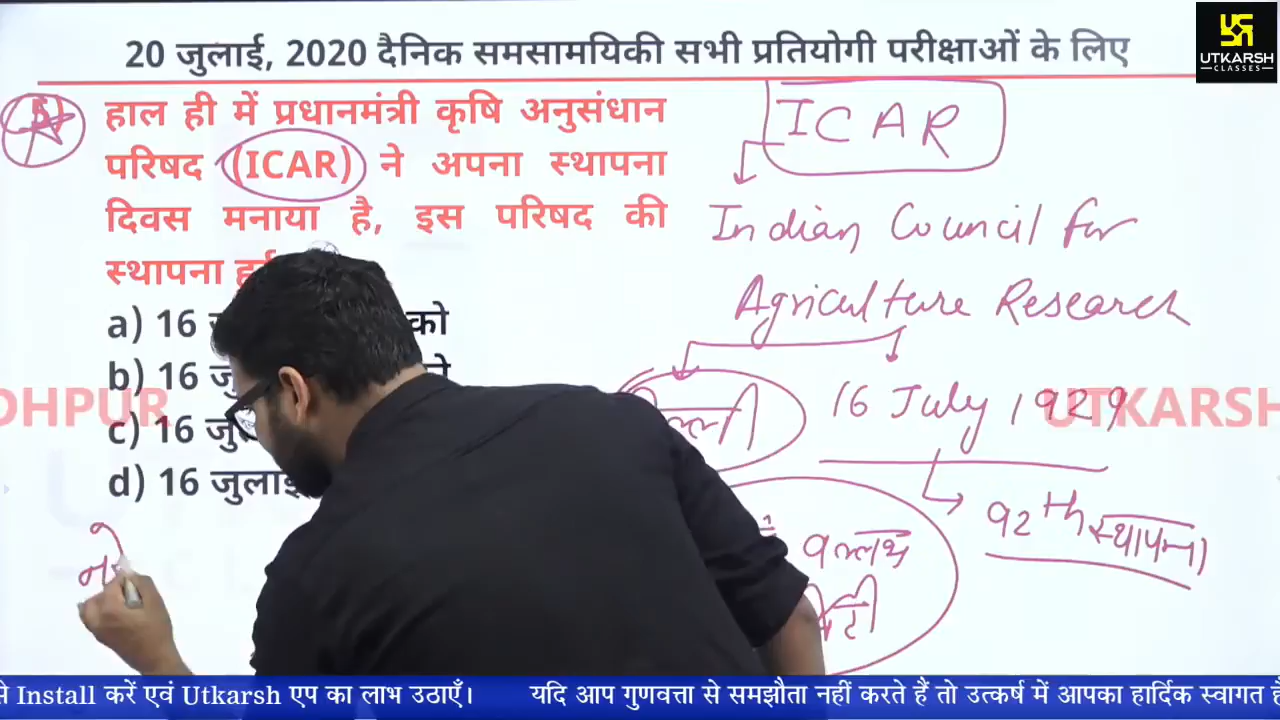 20 जुलाई, 2020 दैनिक समसामयिकी सभी प्रतियोगी परीक्षाओं के लिए
UTKARSH
CLASSES
हाल ही में प्रधानमंत्री कृषि अनुसंधान
परिषद (ICAR) ने अपना स्थापना
दिवस मनाया है, इस परिषद की
स्थापना
a) 16 को
b) 16
c) 16
d) 16 जुलाई
ICAR
Indian Council for
Agriculture Research
16 July 1929
92th स्थापना
UTKARSH
से Install करें एवं Utkarsh एप का लाभ उठाएँ। यदि आप गुणवत्ता से समझौता नहीं करते हैं तो उत्कर्ष में आपका हार्दिक स्वागत है